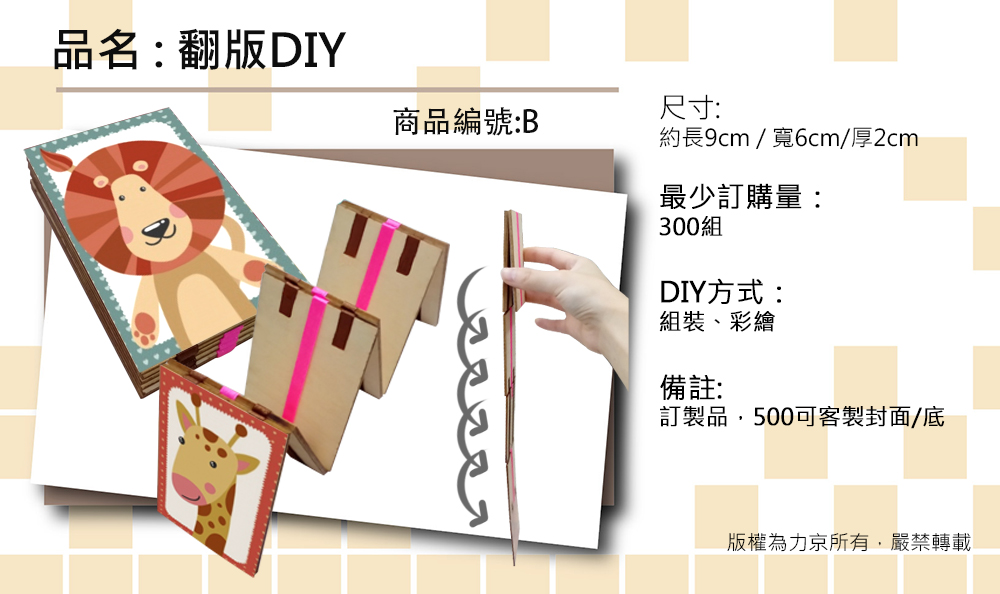 品名 : 翻版DIY
商品編號:B
尺寸:
約長9cm / 寬6cm/厚2cm
最少訂購量：
300組
DIY方式：
組裝、彩繪
備註:
訂製品，500可客製封面/底
版權為力京所有，嚴禁轉載